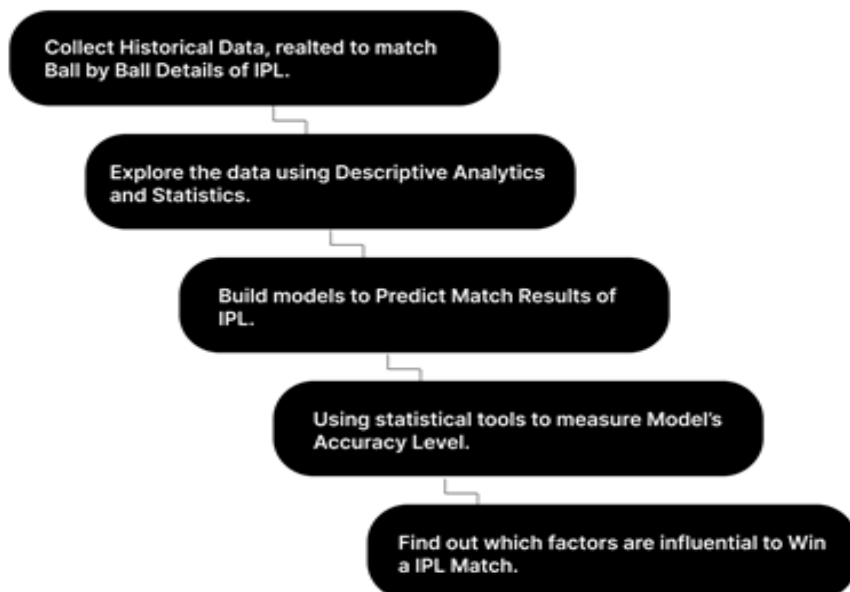 Collect Historical Data, realted to match
Ball by Ball Details of IPL.
Explore the data using Descriptive Analytics
and Statistics.
Build models to Predict Match Results of
IPL.
Using statistical tools to measure Model's
Accuracy Level.
Find out which factors are influential to Win
a IPL Match.